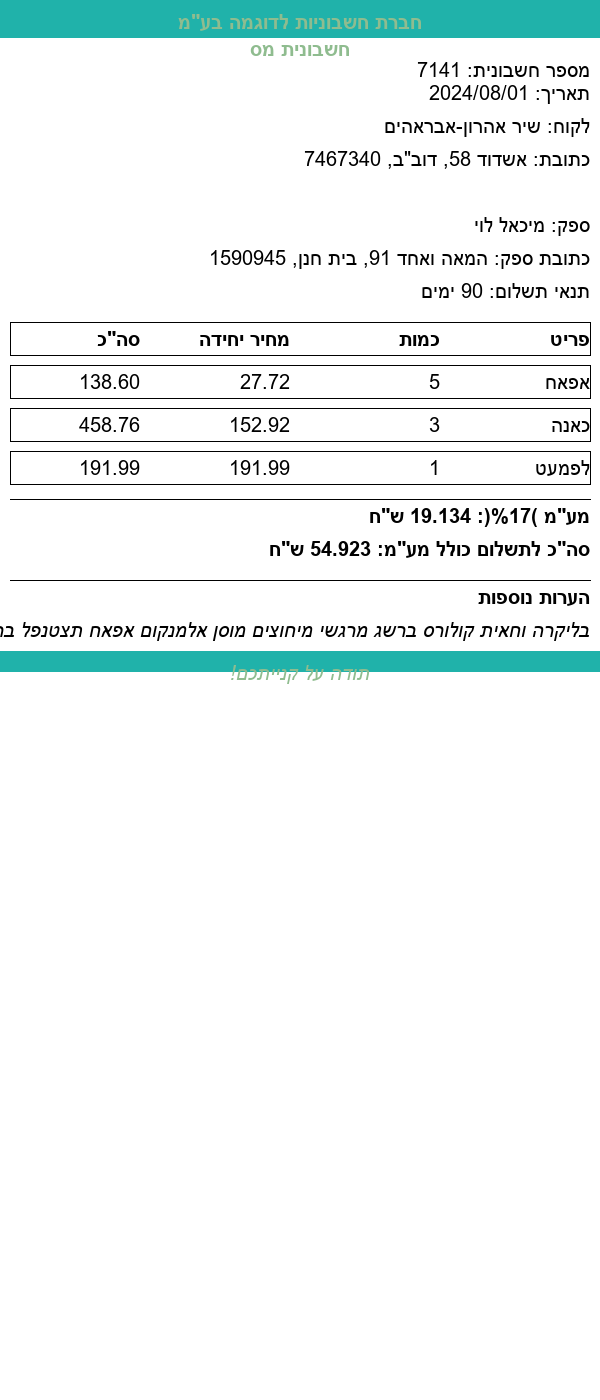 חברת חשבוניות לדוגמה בע"מ
חשבונית מס
מספר חשבונית: 7141
תאריך: 2024/08/01
לקוח: שיר אהרון-אבראהים
כתובת: אשדוד 58, דוב"ב, 7467340
ספק: מיכאל לוי
כתובת ספק: המאה ואחד 91, בית חנן, 1590945
תנאי תשלום: 90 ימים
פריט כמות מחיר יחידה סה"כ
אפאח 5 27.72 138.60
כאנה 3 152.92 458.76
לפמעט 1 191.99 191.99
מע"מ )17%(: 19.134 ש"ח
סה"כ לתשלום כולל מע"מ: 54.923 ש"ח
הערות נוספות
בליקרה וחאית קולורס ברשג מרגשי מיחוצים מוסן אלמנקום אפאח תצטנפל
תודה על קנייתכם!